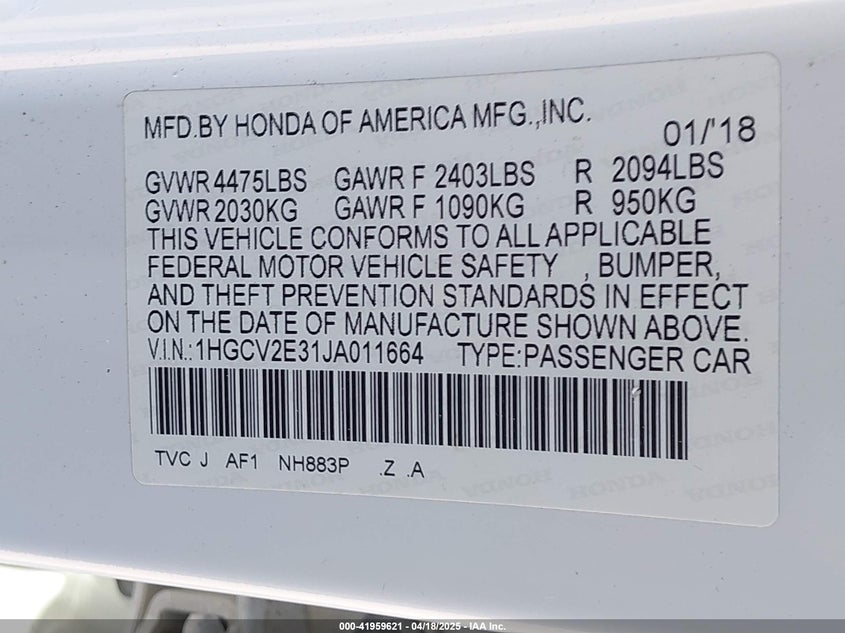 MFD.BY HONDA OF AMERICA MFG.,INC. 01/'18
GVWR 4475LBS GAWR F 2403LBS R 2094LBS
GVWR 2030KG GAWR F 1090KG R 950KG
THIS VEHICLE CONFORMS TO ALL APPLICABLE
FEDERAL MOTOR VEHICLE SAFETY , BUMPER,
AND THEFT PREVENTION STANDARDS IN EFFECT
ON THE DATE OF MANUFACTURE SHOWN ABOVE.
V.I.N.:1HGCV2E31JA011664 TYPE:PASSENGER CAR
TVC J AF1 NH883P .Z .A
000-41959621 - 04/18/2025 - IAA Inc.